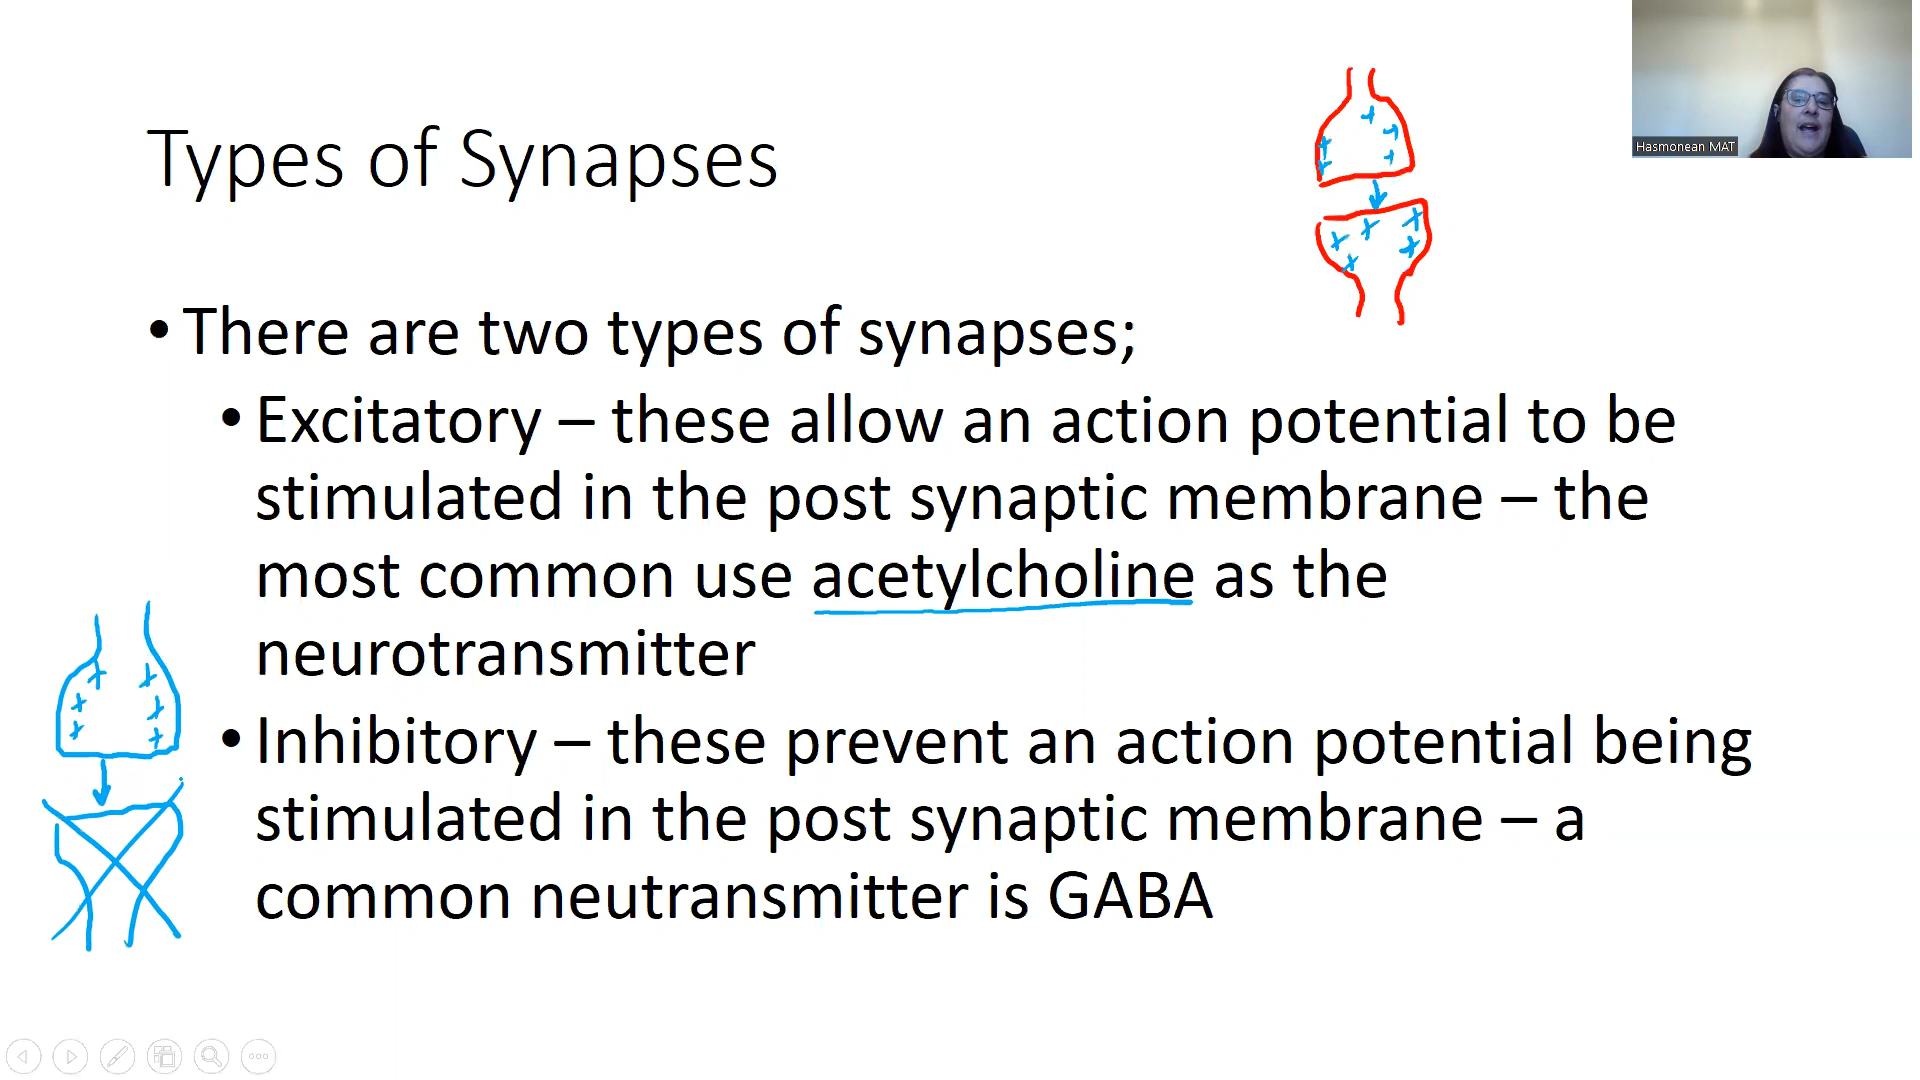 Hasmonean MAT
Types of Synapses
• There are two types of synapses;
• Excitatory – these allow an action potential to be
stimulated in the post synaptic membrane – the
most common use acetylcholine as the
neurotransmitter
• Inhibitory – these prevent an action potential being
stimulated in the post synaptic membrane – a
common neutransmitter is GABA